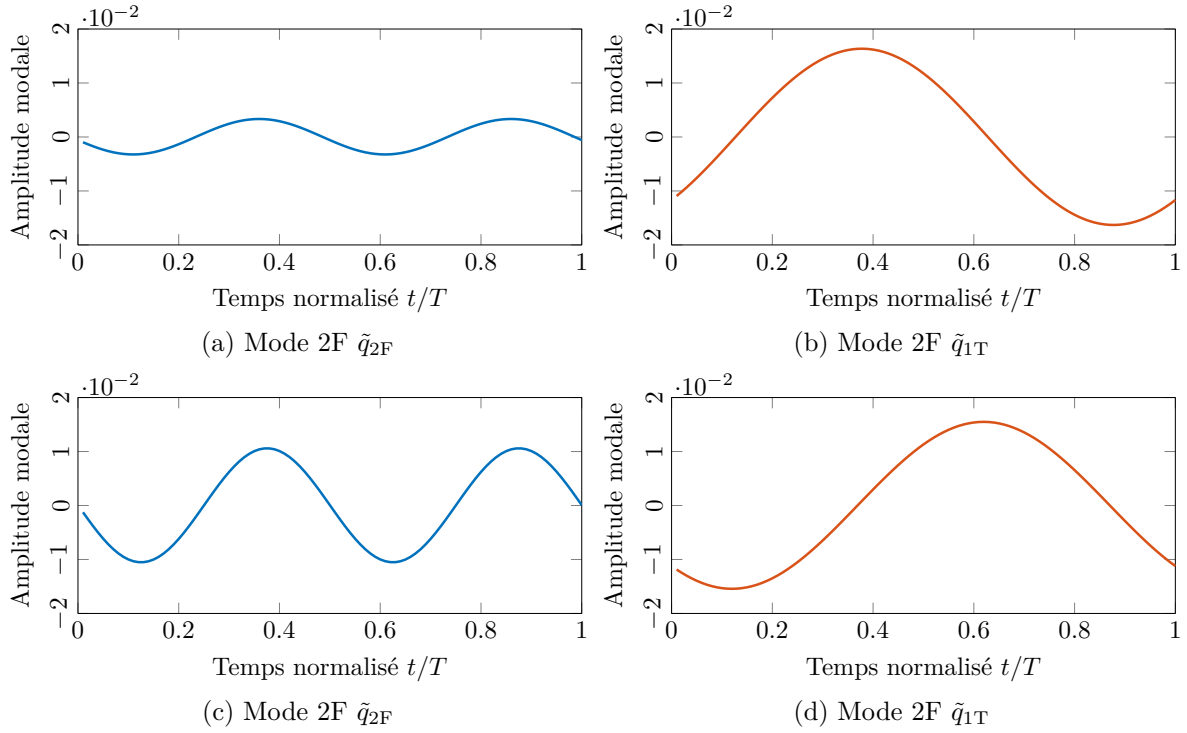 ·10⁻²
2
1
0
−1
−2
Amplitude modale
0 0.2 0.4 0.6 0.8 1
Temps normalisé t/T
(a) Mode 2F q̃2F
·10⁻²
2
1
0
−1
−2
Amplitude modale
0 0.2 0.4 0.6 0.8 1
Temps normalisé t/T
(b) Mode 2F q̃1T
·10⁻²
2
1
0
−1
−2
Amplitude modale
0 0.2 0.4 0.6 0.8 1
Temps normalisé t/T
(c) Mode 2F q̃2F
·10⁻²
2
1
0
−1
−2
Amplitude modale
0 0.2 0.4 0.6 0.8 1
Temps normalisé t/T
(d) Mode 2F q̃1T